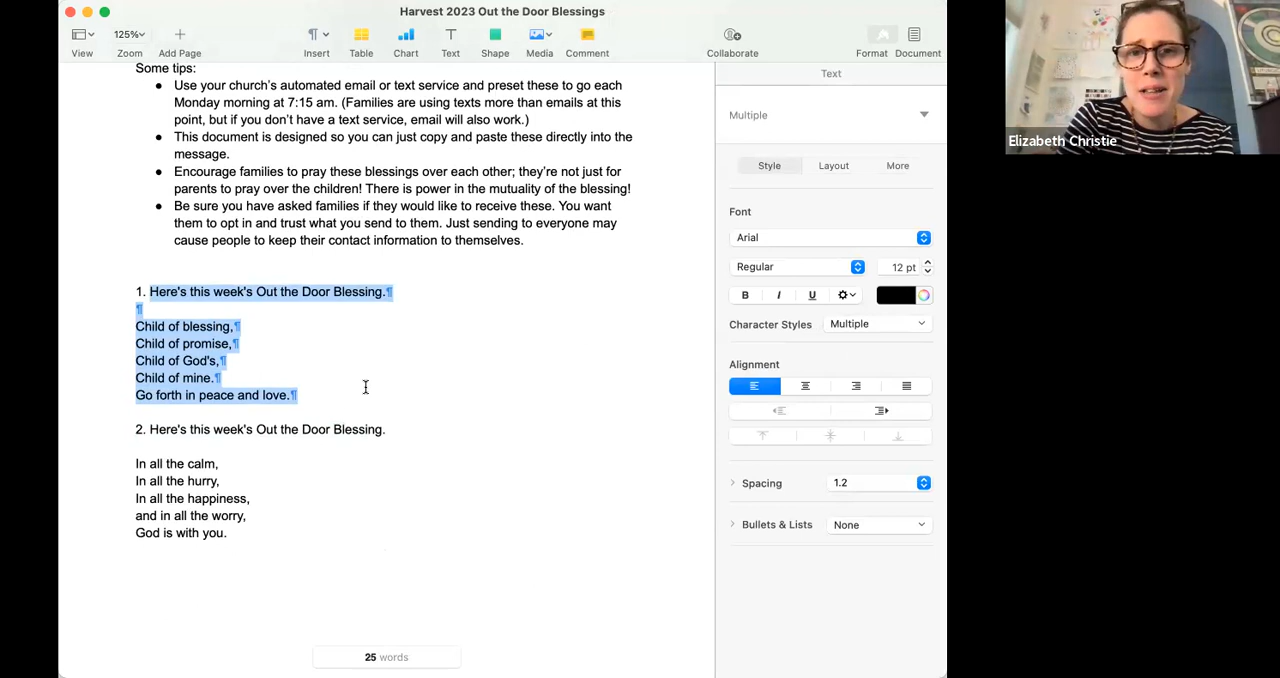 Harvest 2023 Out the Door Blessings
125%
View
Zoom
Add Page
Insert
Table
Chart
Text
Shape
Media
Comment
Collaborate
Format
Document
Some tips:
● Use your church's automated email or text service and preset these to go each
Monday morning at 7:15 am. (Families are using texts more than emails at this
point, but if you don't have a text service, email will also work.)
● This document is designed so you can just copy and paste these directly into the
message.
● Encourage families to pray these blessings over each other; they're not just for
parents to pray over the children! There is power in the mutuality of the blessing!
● Be sure you have asked families if they would like to receive these. You want
them to opt in and trust what you send to them. Just sending to everyone may
cause people to keep their contact information to themselves.
1. Here's this week's Out the Door Blessing.¶
¶
Child of blessing,¶
Child of promise,¶
Child of God's,¶
Child of mine.¶
Go forth in peace and love.¶
2. Here's this week's Out the Door Blessing.
In all the calm,
In all the hurry,
In all the happiness,
and in all the worry,
God is with you.
25 words
Text
Multiple
Style
Layout
More
Font
Arial
Regular
12 pt
B I U
Character Styles
Multiple
Alignment
Spacing
1.2
Bullets & Lists
None
Elizabeth Christie